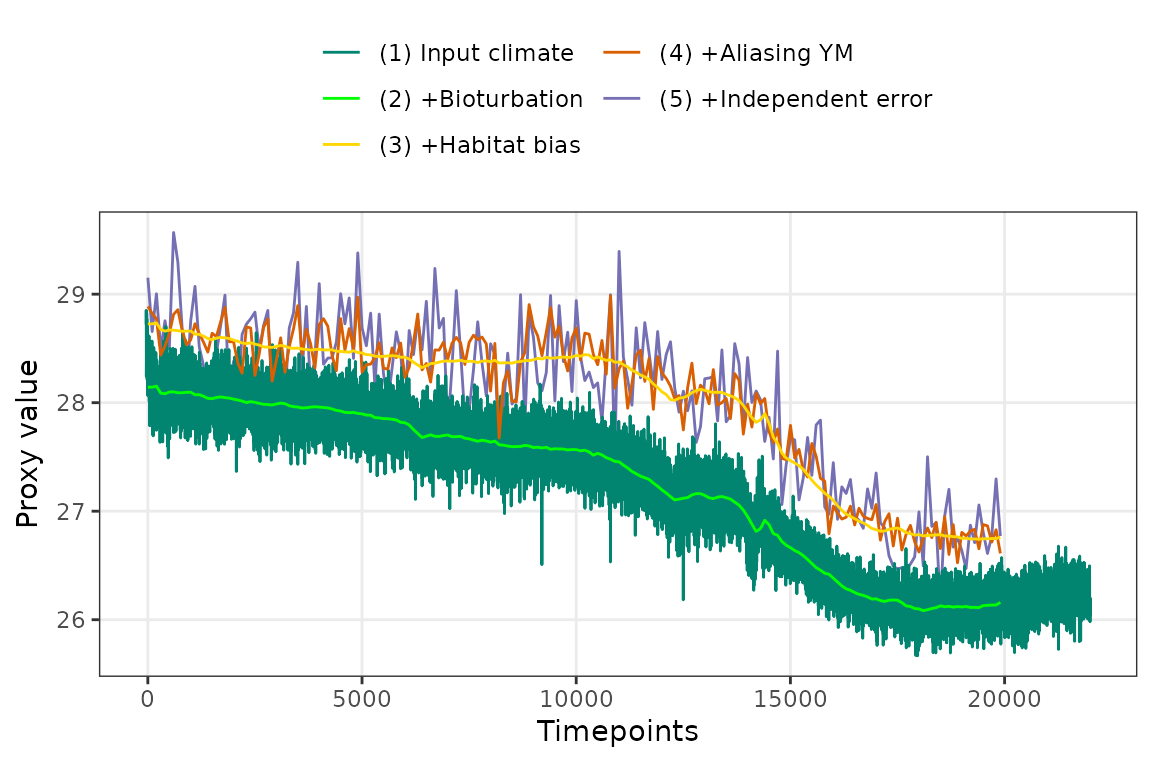 (1) Input climate
(4) +Aliasing YM
(2) +Bioturbation
(5) +Independent error
(3) +Habitat bias
Proxy value
29
28
27
26
0
5000
10000
15000
20000
Timepoints